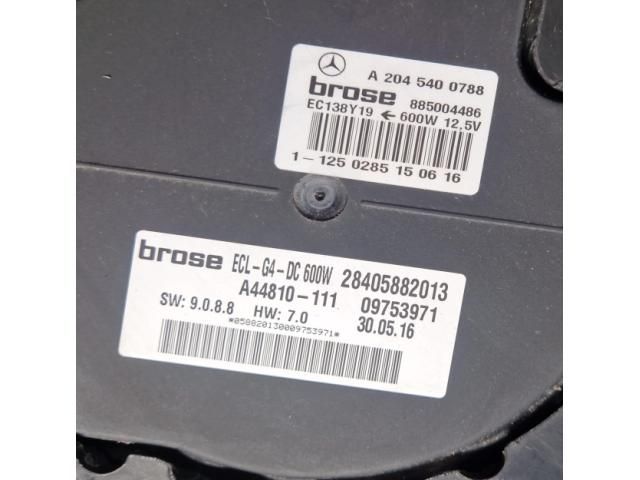 A 204 540 0788
brose 885004486
EC138Y19 ← 600W 12,5V
1-125 0285 15 06 16
brose ECL-G4-DC 600W 28405882013
A44810-111 09753971
SW: 9.0.8.8 HW: 7.0 30.05.16
*058820130009753971*